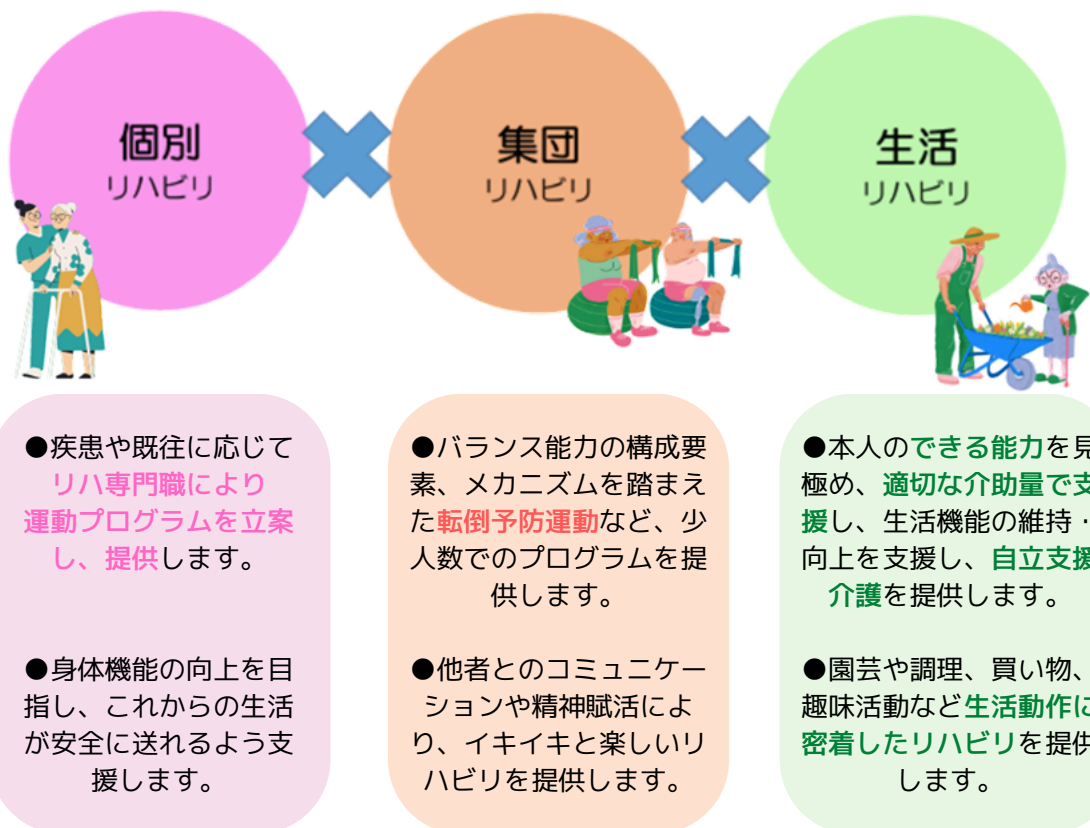 個別
リハビリ
集団
リハビリ
生活
リハビリ
●疾患や既往に応じて
リハ専門職により
運動プログラムを立案
し、提供します。
●身体機能の向上を目
指し、これからの生活
が安全に送れるよう支
援します。
●バランス能力の構成要
素、メカニズムを踏まえ
た転倒予防運動など、少
人数でのプログラムを提
供します。
●他者とのコミュニケー
ションや精神賦活によ
り、イキイキと楽しいリ
ハビリを提供します。
●本人のできる能力を見
極め、適切な介助量で支
援し、生活機能の維持・
向上を支援し、自立支援
介護を提供します。
●園芸や調理、買い物、
趣味活動など生活動作に
密着したリハビリを提供
します。